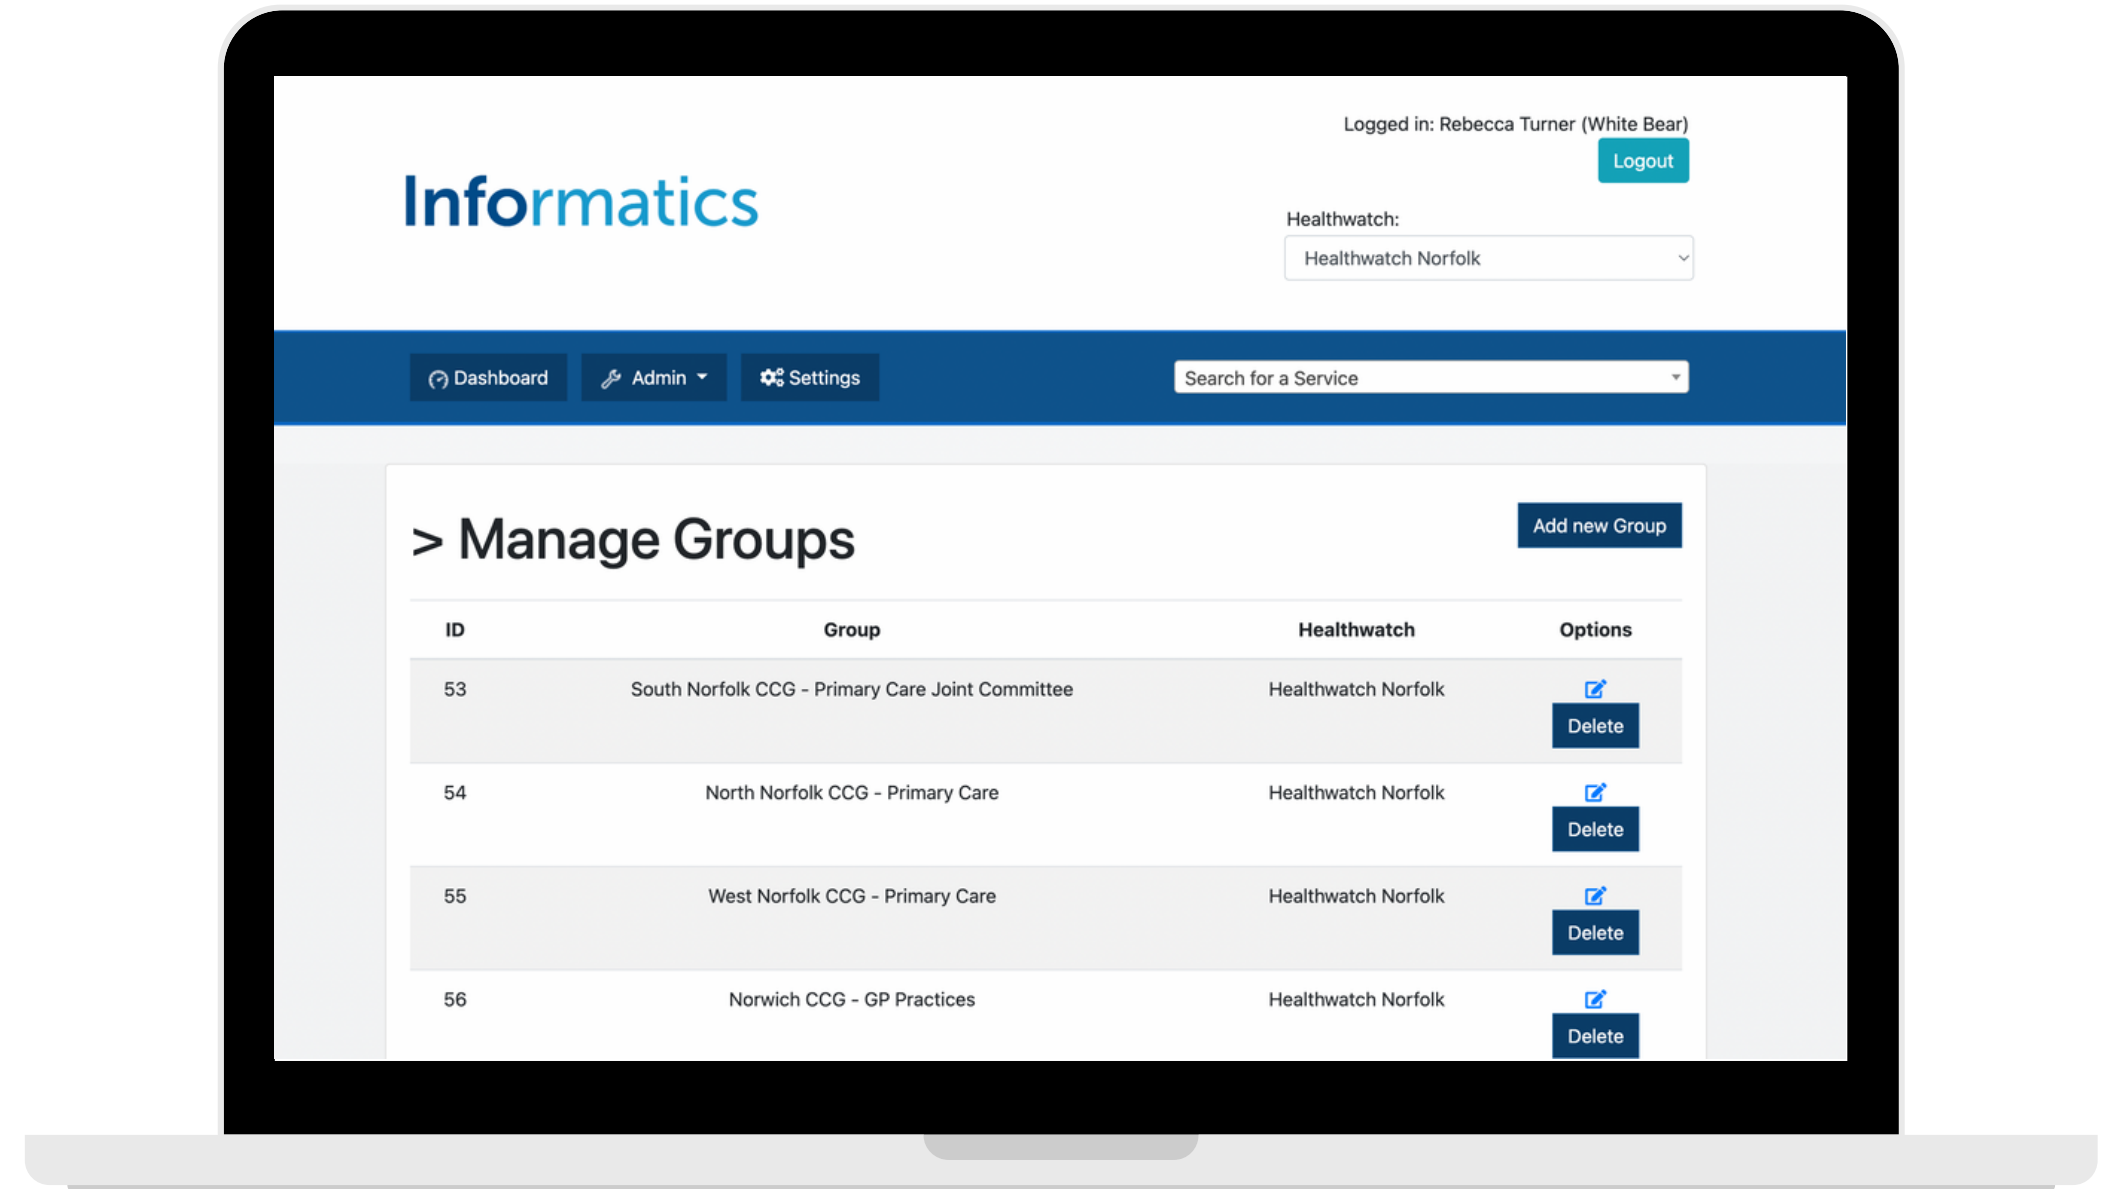 Logged in: Rebecca Turner (White Bear)
Logout
Informatics
Healthwatch:
Healthwatch Norfolk
Dashboard Admin Settings Search for a Service
> Manage Groups Add new Group
ID Group Healthwatch Options
53 South Norfolk CCG - Primary Care Joint Committee Healthwatch Norfolk
Delete
54 North Norfolk CCG - Primary Care Healthwatch Norfolk
Delete
55 West Norfolk CCG - Primary Care Healthwatch Norfolk
Delete
56 Norwich CCG - GP Practices Healthwatch Norfolk
Delete